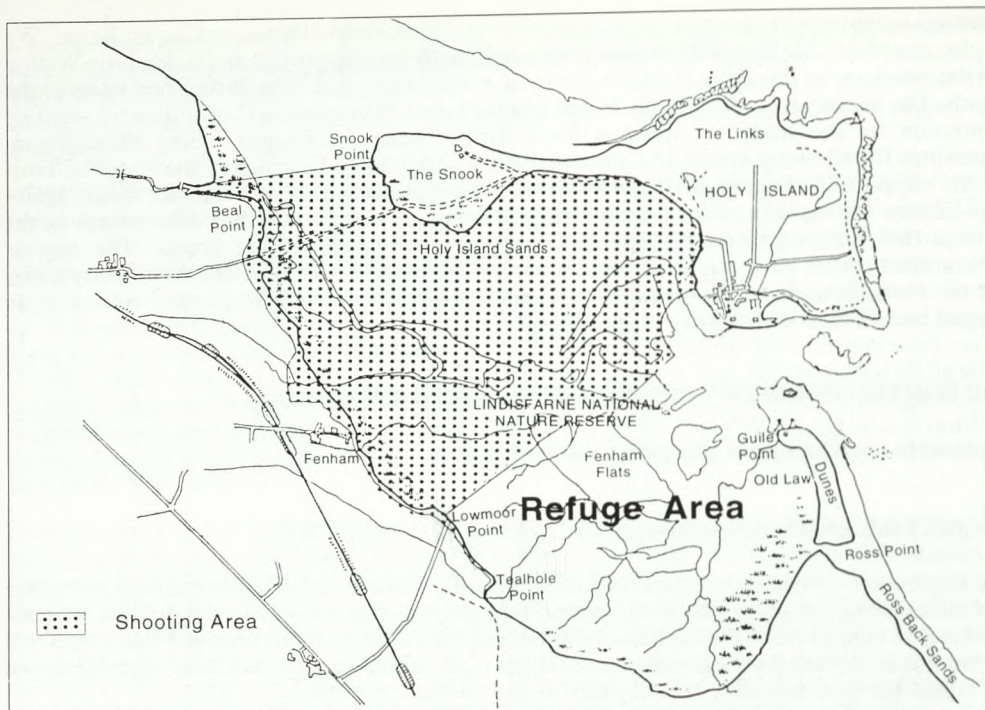 Snook
Point
The Snook
The Links
HOLY ISLAND
Beal
Point
Holy Island Sands
LINDISFARNE NATIONAL
NATURE RESERVE
Fenham
Fenham
Flats
Guile
Point
Old Law
Dunes
Refuge Area
Lowmoor
Point
Ross Point
Tealhole
Point
Ross Back Sands
Shooting Area